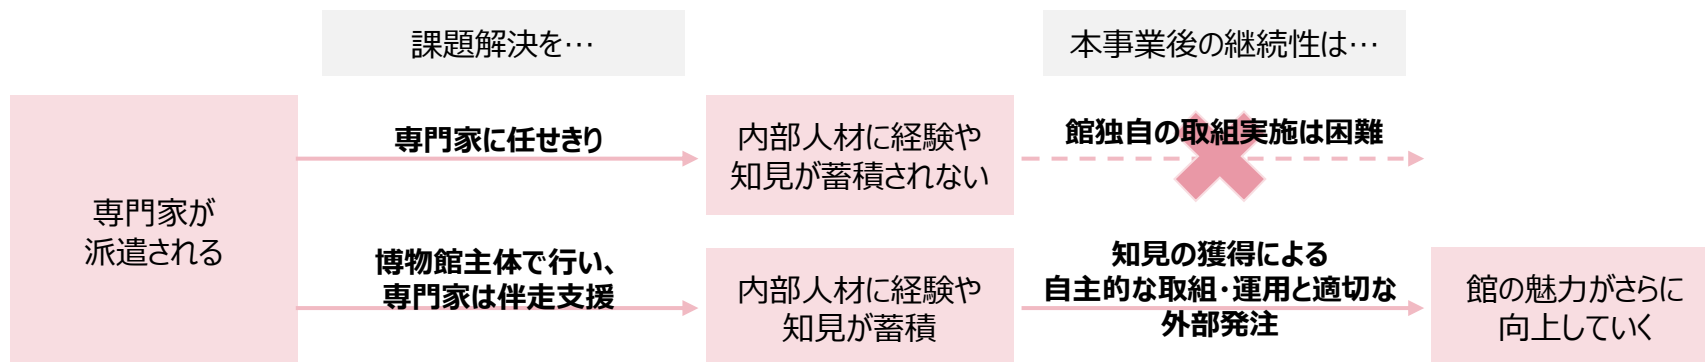 課題解決を…
本事業後の継続性は…
専門家が
派遣される
専門家に任せきり
内部人材に経験や
知見が蓄積されない
館独自の取組実施は困難
博物館主体で行い、
専門家は伴走支援
内部人材に経験や
知見が蓄積
知見の獲得による
自主的な取組・運用と適切な
外部発注
館の魅力がさらに
向上していく